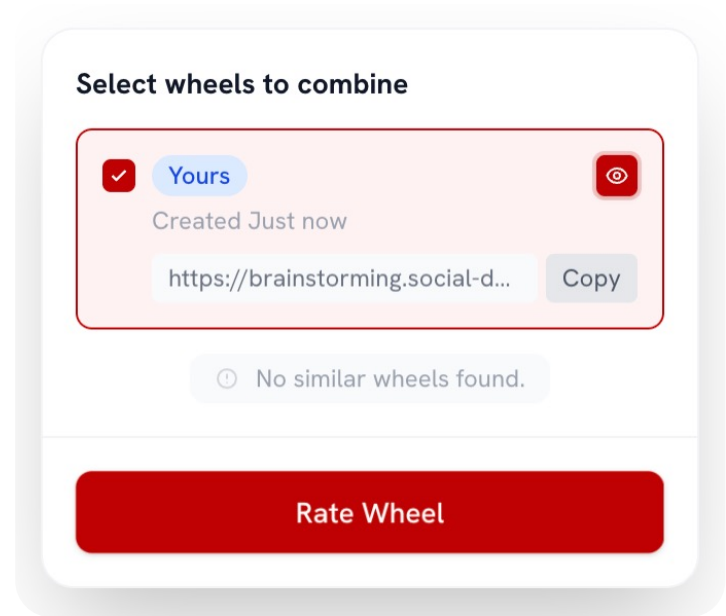 Select wheels to combine
Yours
Created Just now
https://brainstorming.social-d...
Copy
No similar wheels found.
Rate Wheel